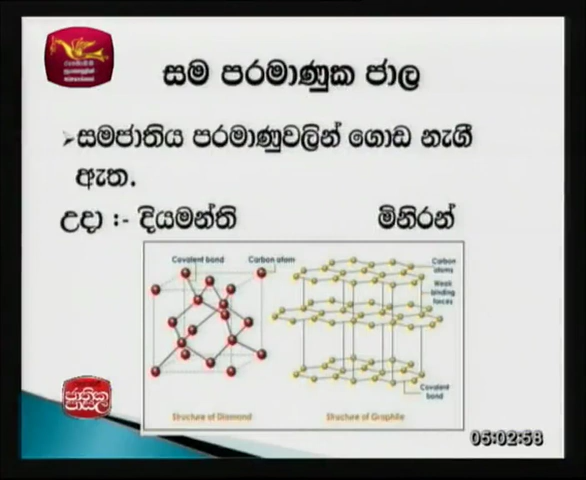 සම පරමාණුක ජාල
➢සමජාතිය පරමාණුවලින් ගොඩ නැගී
ඇත.
උදා :- දියමන්ති මිනිරන්
Covalent bond Carbon atom
Carbon
atoms
Weak
binding
forces
Covalent
bond
Structure of Diamond Structure of Graphite
ජාතික
පාසල
05:02:58